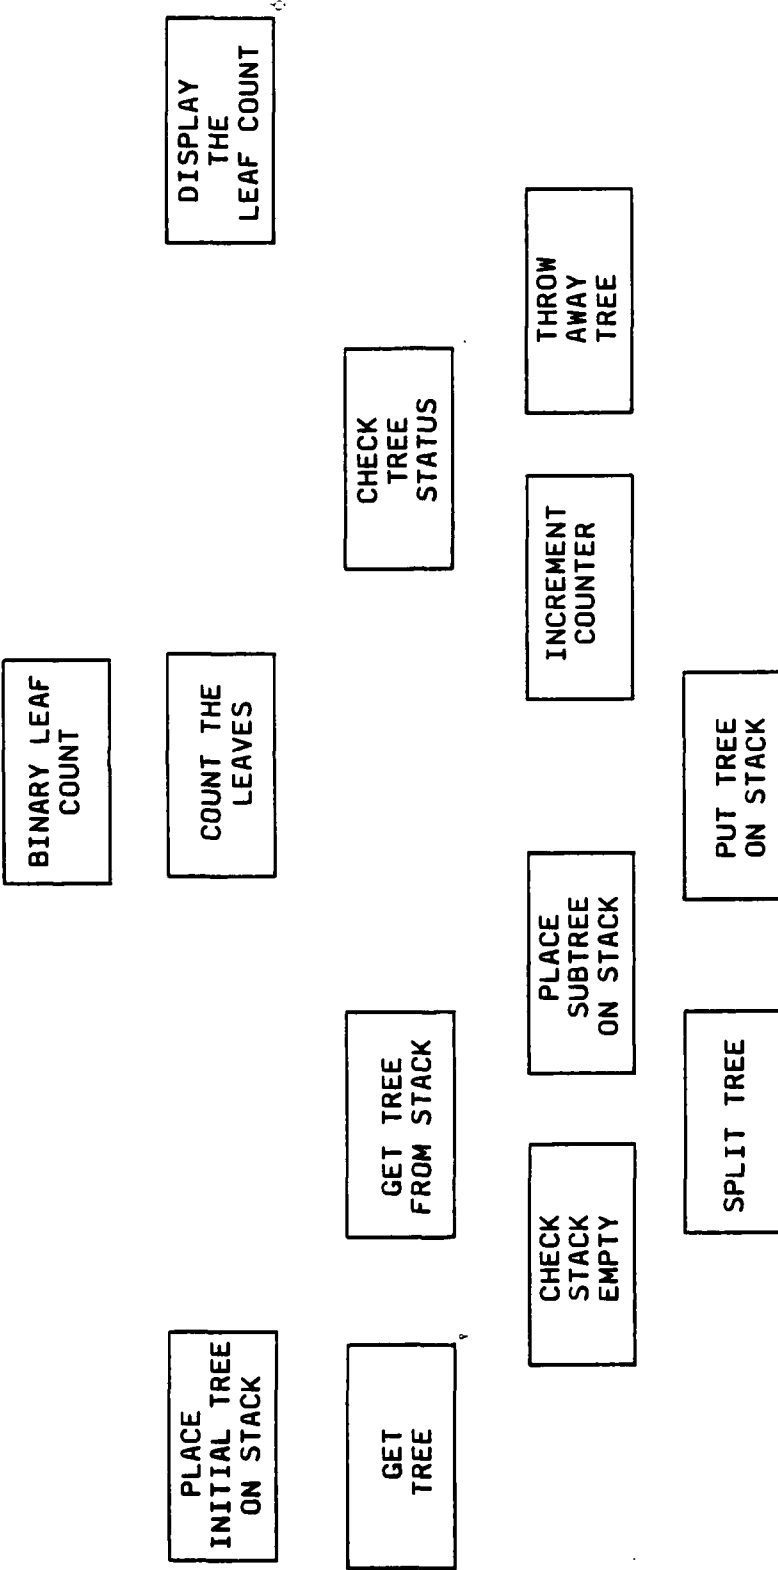 BINARY LEAF
COUNT
PLACE
INITIAL TREE
ON STACK
COUNT THE
LEAVES
DISPLAY
THE
LEAF COUNT
GET
TREE
GET TREE
FROM STACK
CHECK
TREE
STATUS
CHECK
STACK
EMPTY
PLACE
SUBTREE
ON STACK
INCREMENT
COUNTER
THROW
AWAY
TREE
SPLIT TREE
PUT TREE
ON STACK